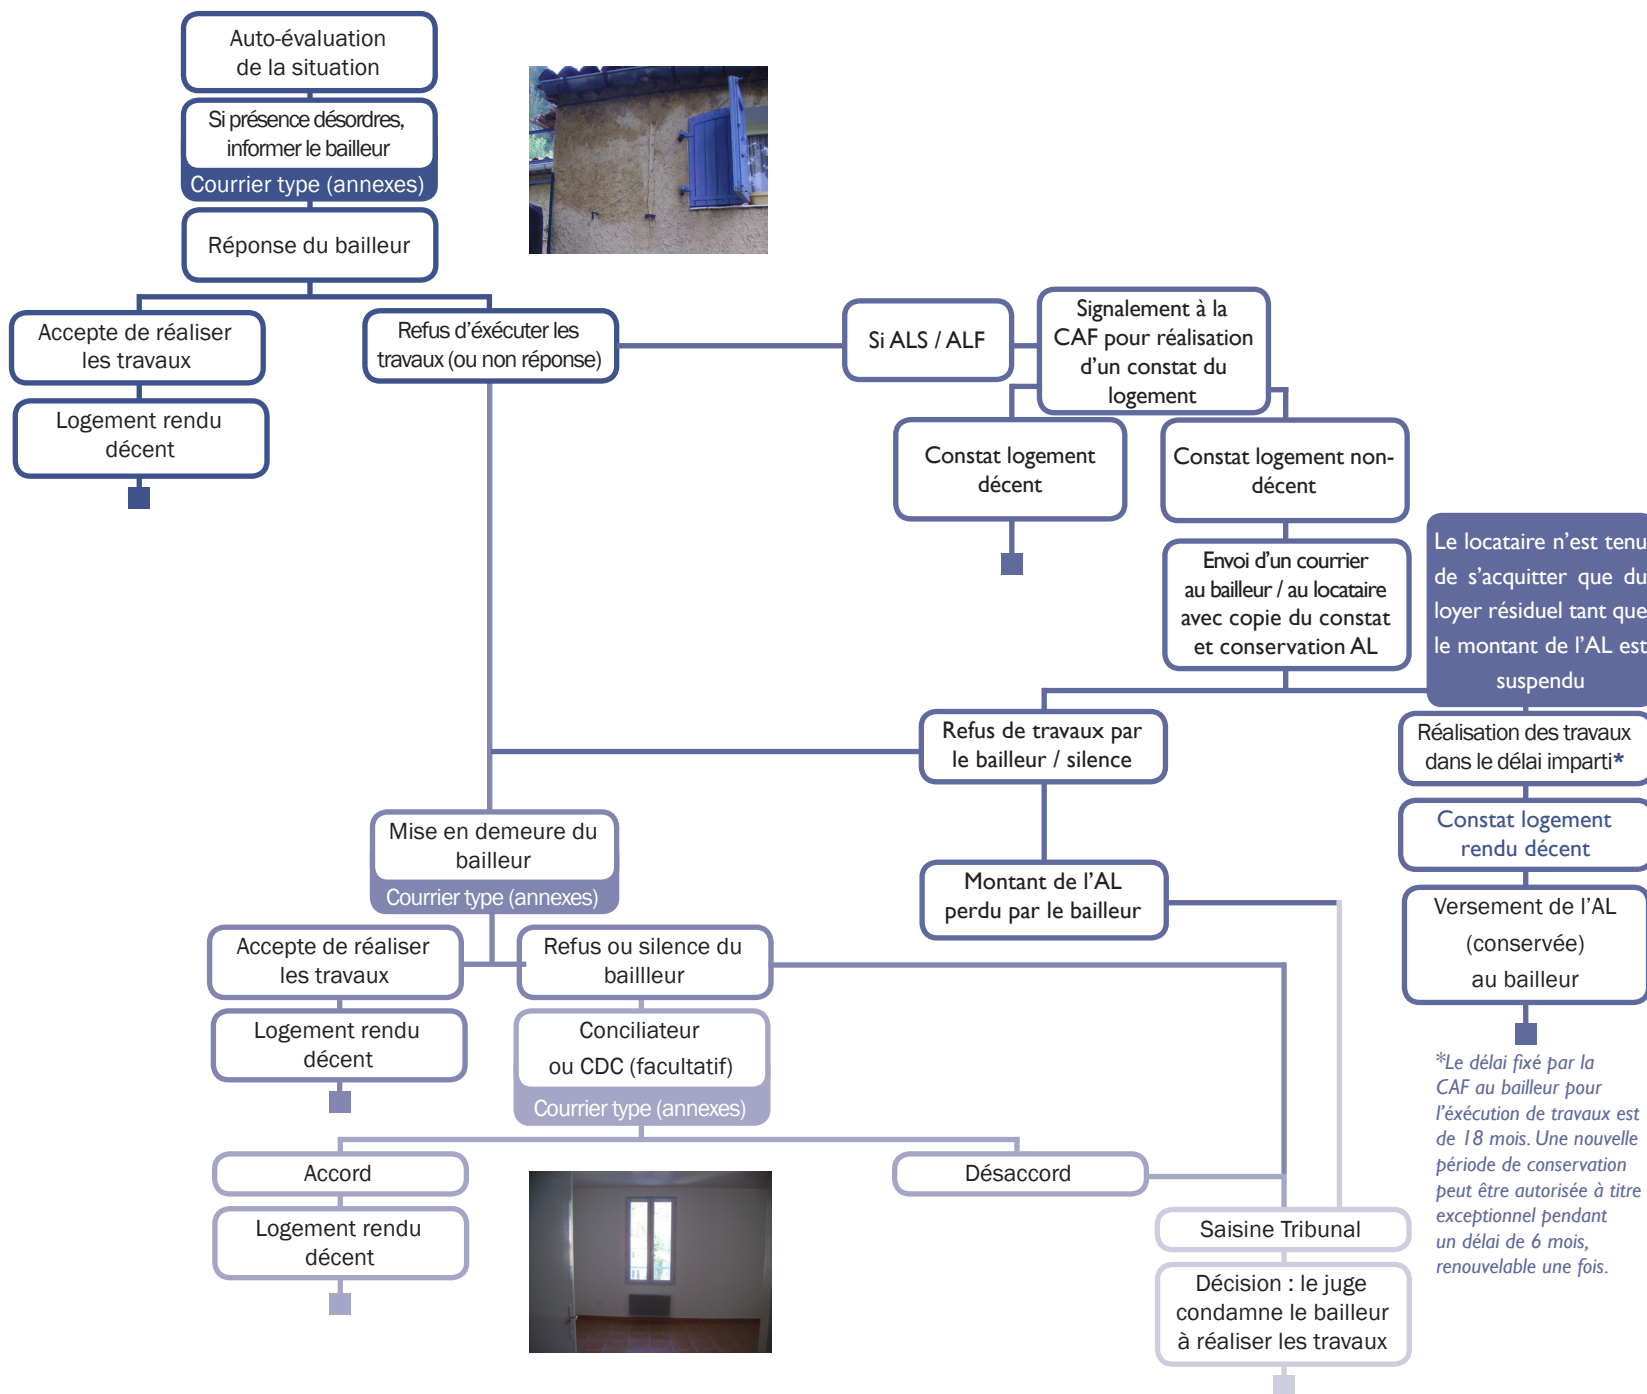 Auto-évaluation
de la situation
Si présence désordres,
informer le bailleur
Courrier type (annexes)
Réponse du bailleur
Accepte de réaliser
les travaux
Logement rendu
décent
Refus d'éxécuter les
travaux (ou non réponse)
Si ALS / ALF
Signalement à la
CAF pour réalisation
d'un constat du
logement
Constat logement
décent
Constat logement non-
décent
Envoi d'un courrier
au bailleur / au locataire
avec copie du constat
et conservation AL
Le locataire n'est tenu
de s'acquitter que du
loyer résiduel tant que
le montant de l'AL est
suspendu
Refus de travaux par
le bailleur / silence
Réalisation des travaux
dans le délai imparti*
Constat logement
rendu décent
Versement de l'AL
(conservée)
au bailleur
Montant de l'AL
perdu par le bailleur
Mise en demeure du
bailleur
Courrier type (annexes)
Accepte de réaliser
les travaux
Logement rendu
décent
Refus ou silence du
baillleur
Conciliateur
ou CDC (facultatif)
Courrier type (annexes)
Accord
Logement rendu
décent
Désaccord
Saisine Tribunal
Décision : le juge
condamne le bailleur
à réaliser les travaux
*Le délai fixé par la
CAF au bailleur pour
l'éxécution de travaux est
de 18 mois. Une nouvelle
période de conservation
peut être autorisée à titre
exceptionnel pendant
un délai de 6 mois,
renouvelable une fois.